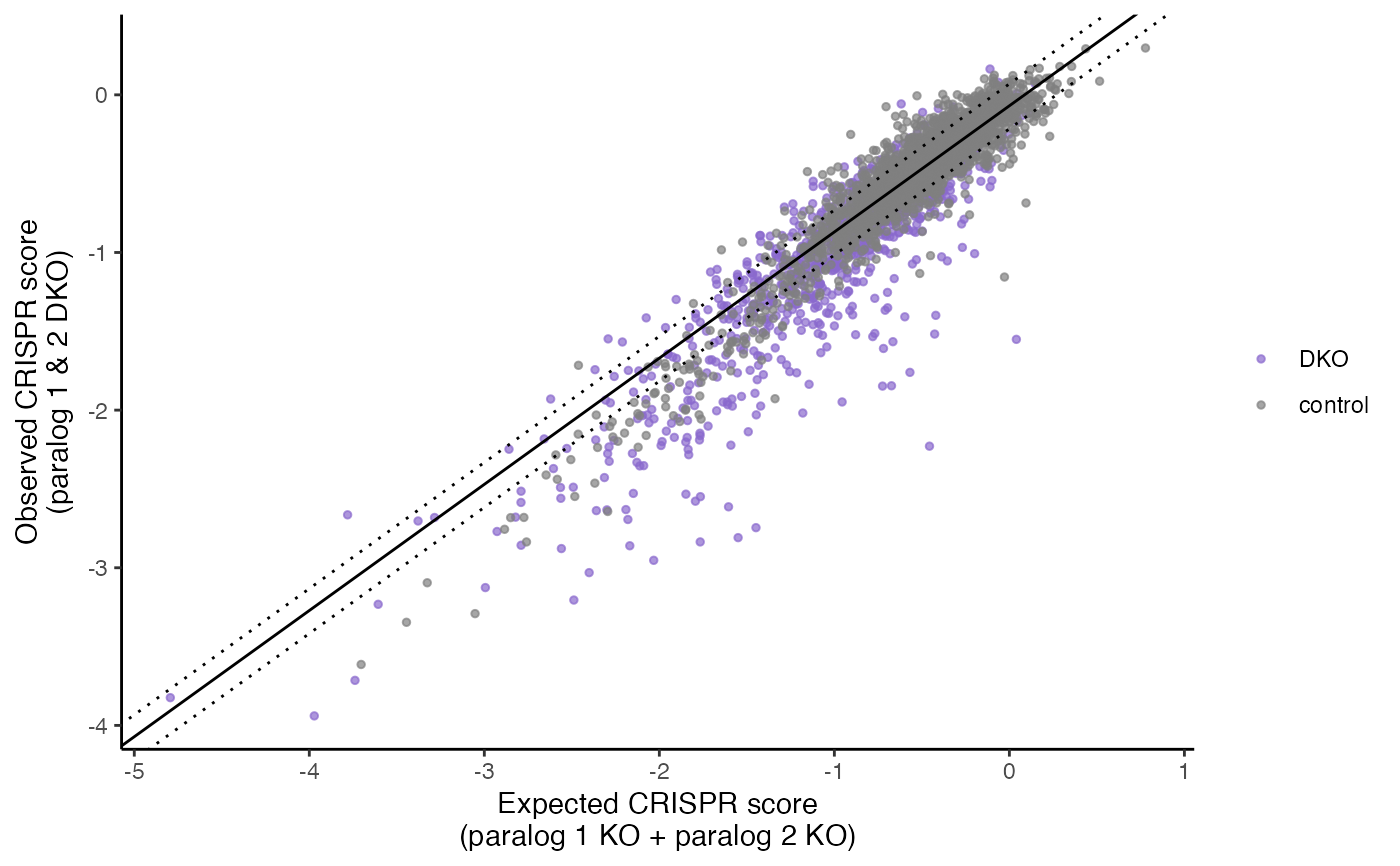 Observed CRISPR score
(paralog 1 & 2 DKO)
0
-1
-2
-3
-4
-5
-4
-3
-2
-1
0
1
Expected CRISPR score
(paralog 1 KO + paralog 2 KO)
DKO
control